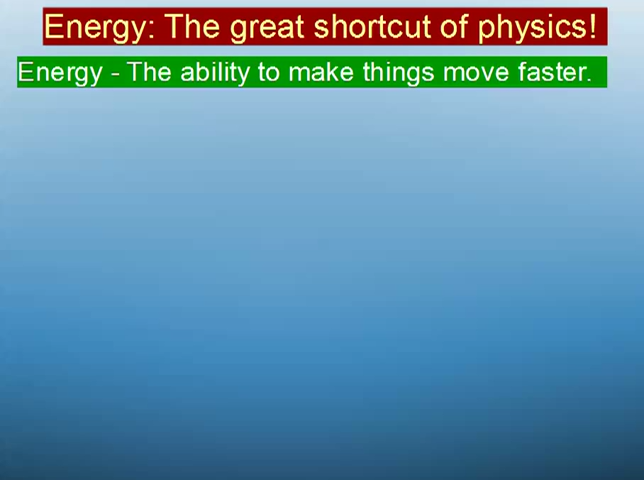 Energy: The great shortcut of physics!
Energy - The ability to make things move faster.